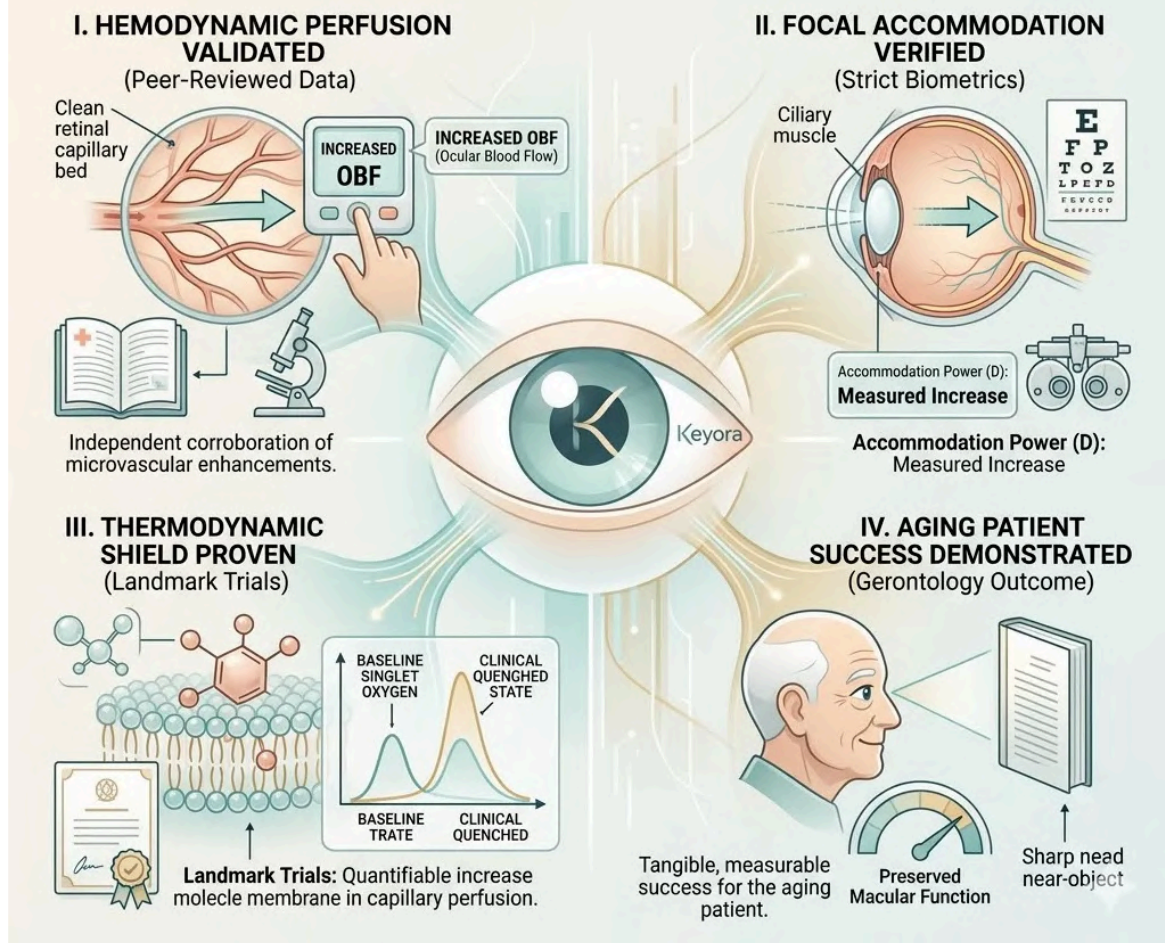 I. HEMODYNAMIC PERFUSION
VALIDATED
(Peer-Reviewed Data)
Clean
retinal
capillary
bed
INCREASED
OBF
INCREASED OBF
(Ocular Blood Flow)
Independent corroboration of
microvascular enhancements.
II. FOCAL ACCOMMODATION
VERIFIED
(Strict Biometrics)
Ciliary
muscle
E
F P
T O Z
L P E F D
Accommodation Power (D):
Measured Increase
Accommodation Power (D):
Measured Increase
Keyora
III. THERMODYNAMIC
SHIELD PROVEN
(Landmark Trials)
BASELINE
SINGLET
OXYGEN
CLINICAL
QUENGHED
STATE
BASELINE
TRATE
CLINICAL
QUENCHED
Landmark Trials: Quantifiable increase
molecle membrane in capillary perfusion.
IV. AGING PATIENT
SUCCESS DEMONSTRATED
(Gerontology Outcome)
Tangible, measurable
success for the aging
patient.
Preserved
Macular Function
Sharp nead
near-object